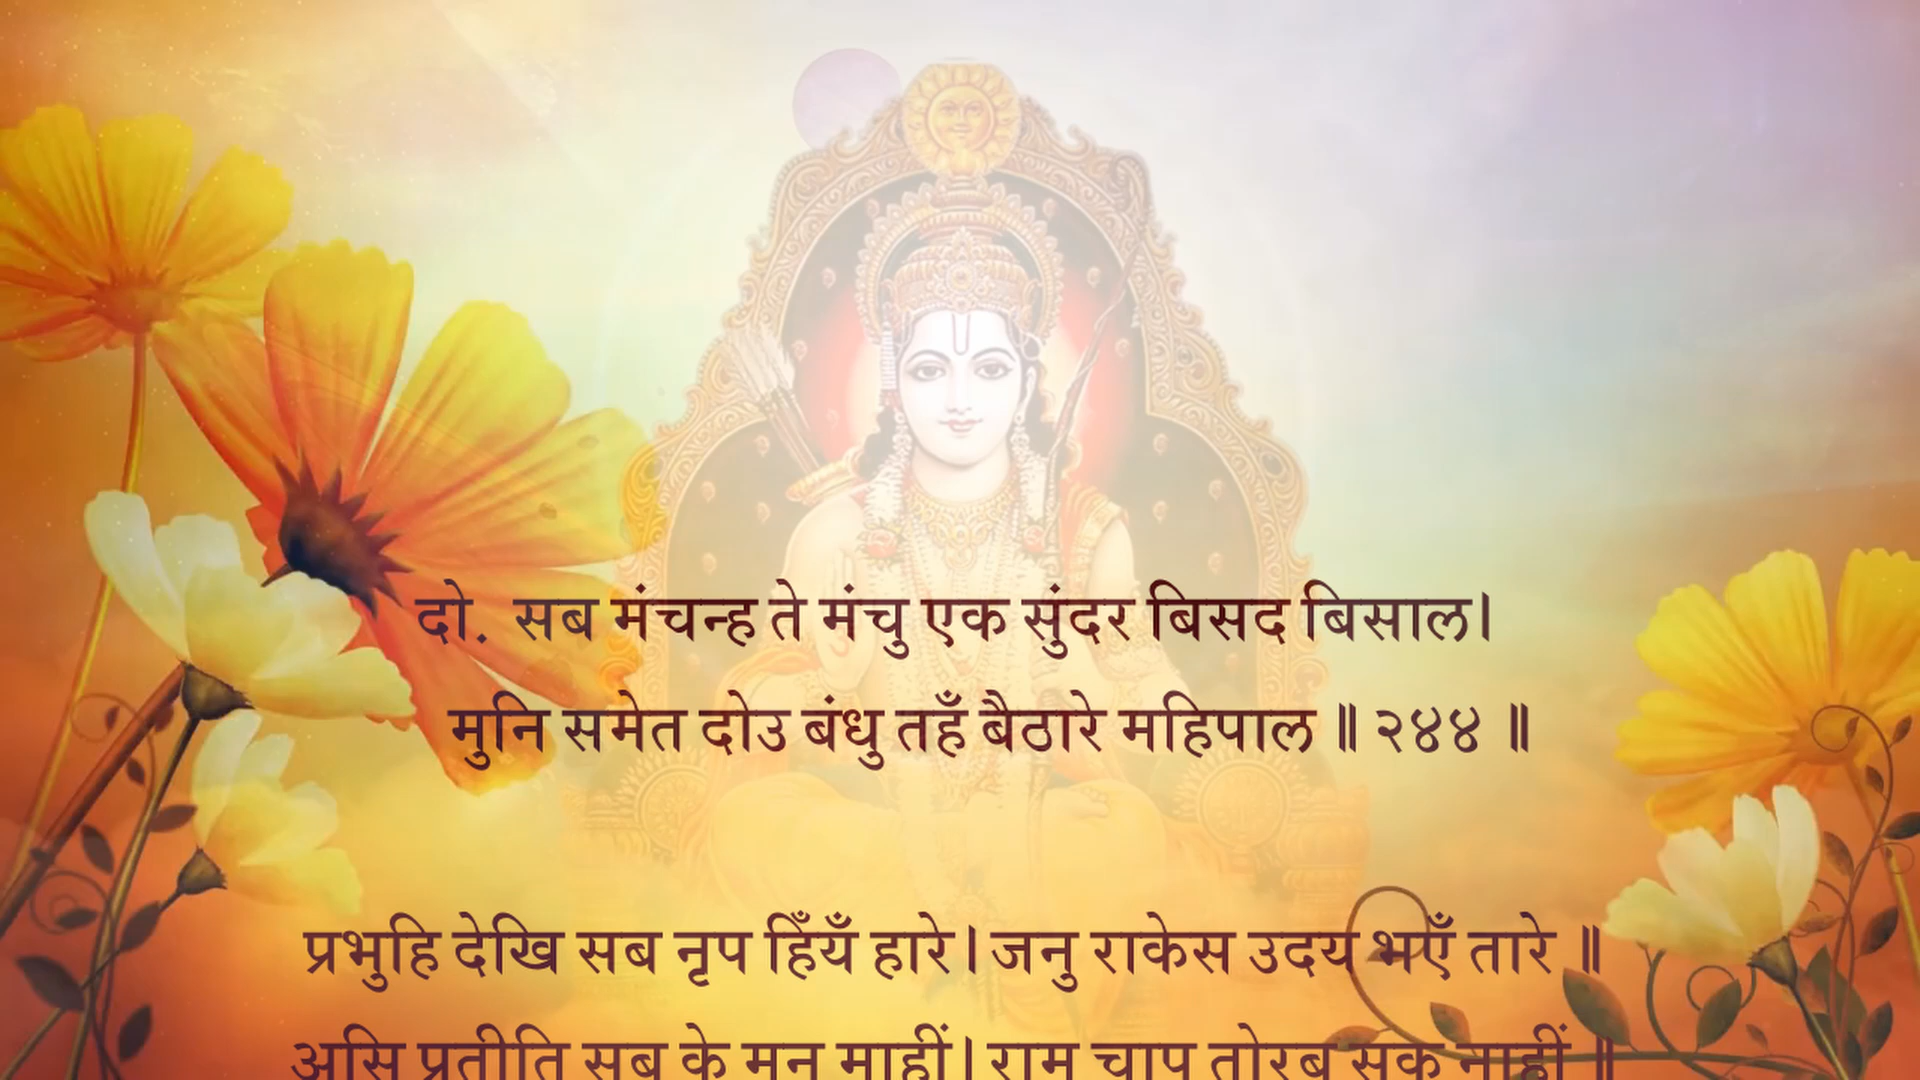 दो. सब मंचन्ह ते मंचु एक सुंदर बिसद बिसाल।
मुनि समेत दोउ बंधु तहँ बैठारे महिपाल ॥ २४४ ॥
प्रभुहि देखि सब नृप हिँयँ हारे। जनु राकेस उदय भएँ तारे ॥
असि प्रतीति सब के मन माहीं। राम चाप तोरब सक नाहीं ॥